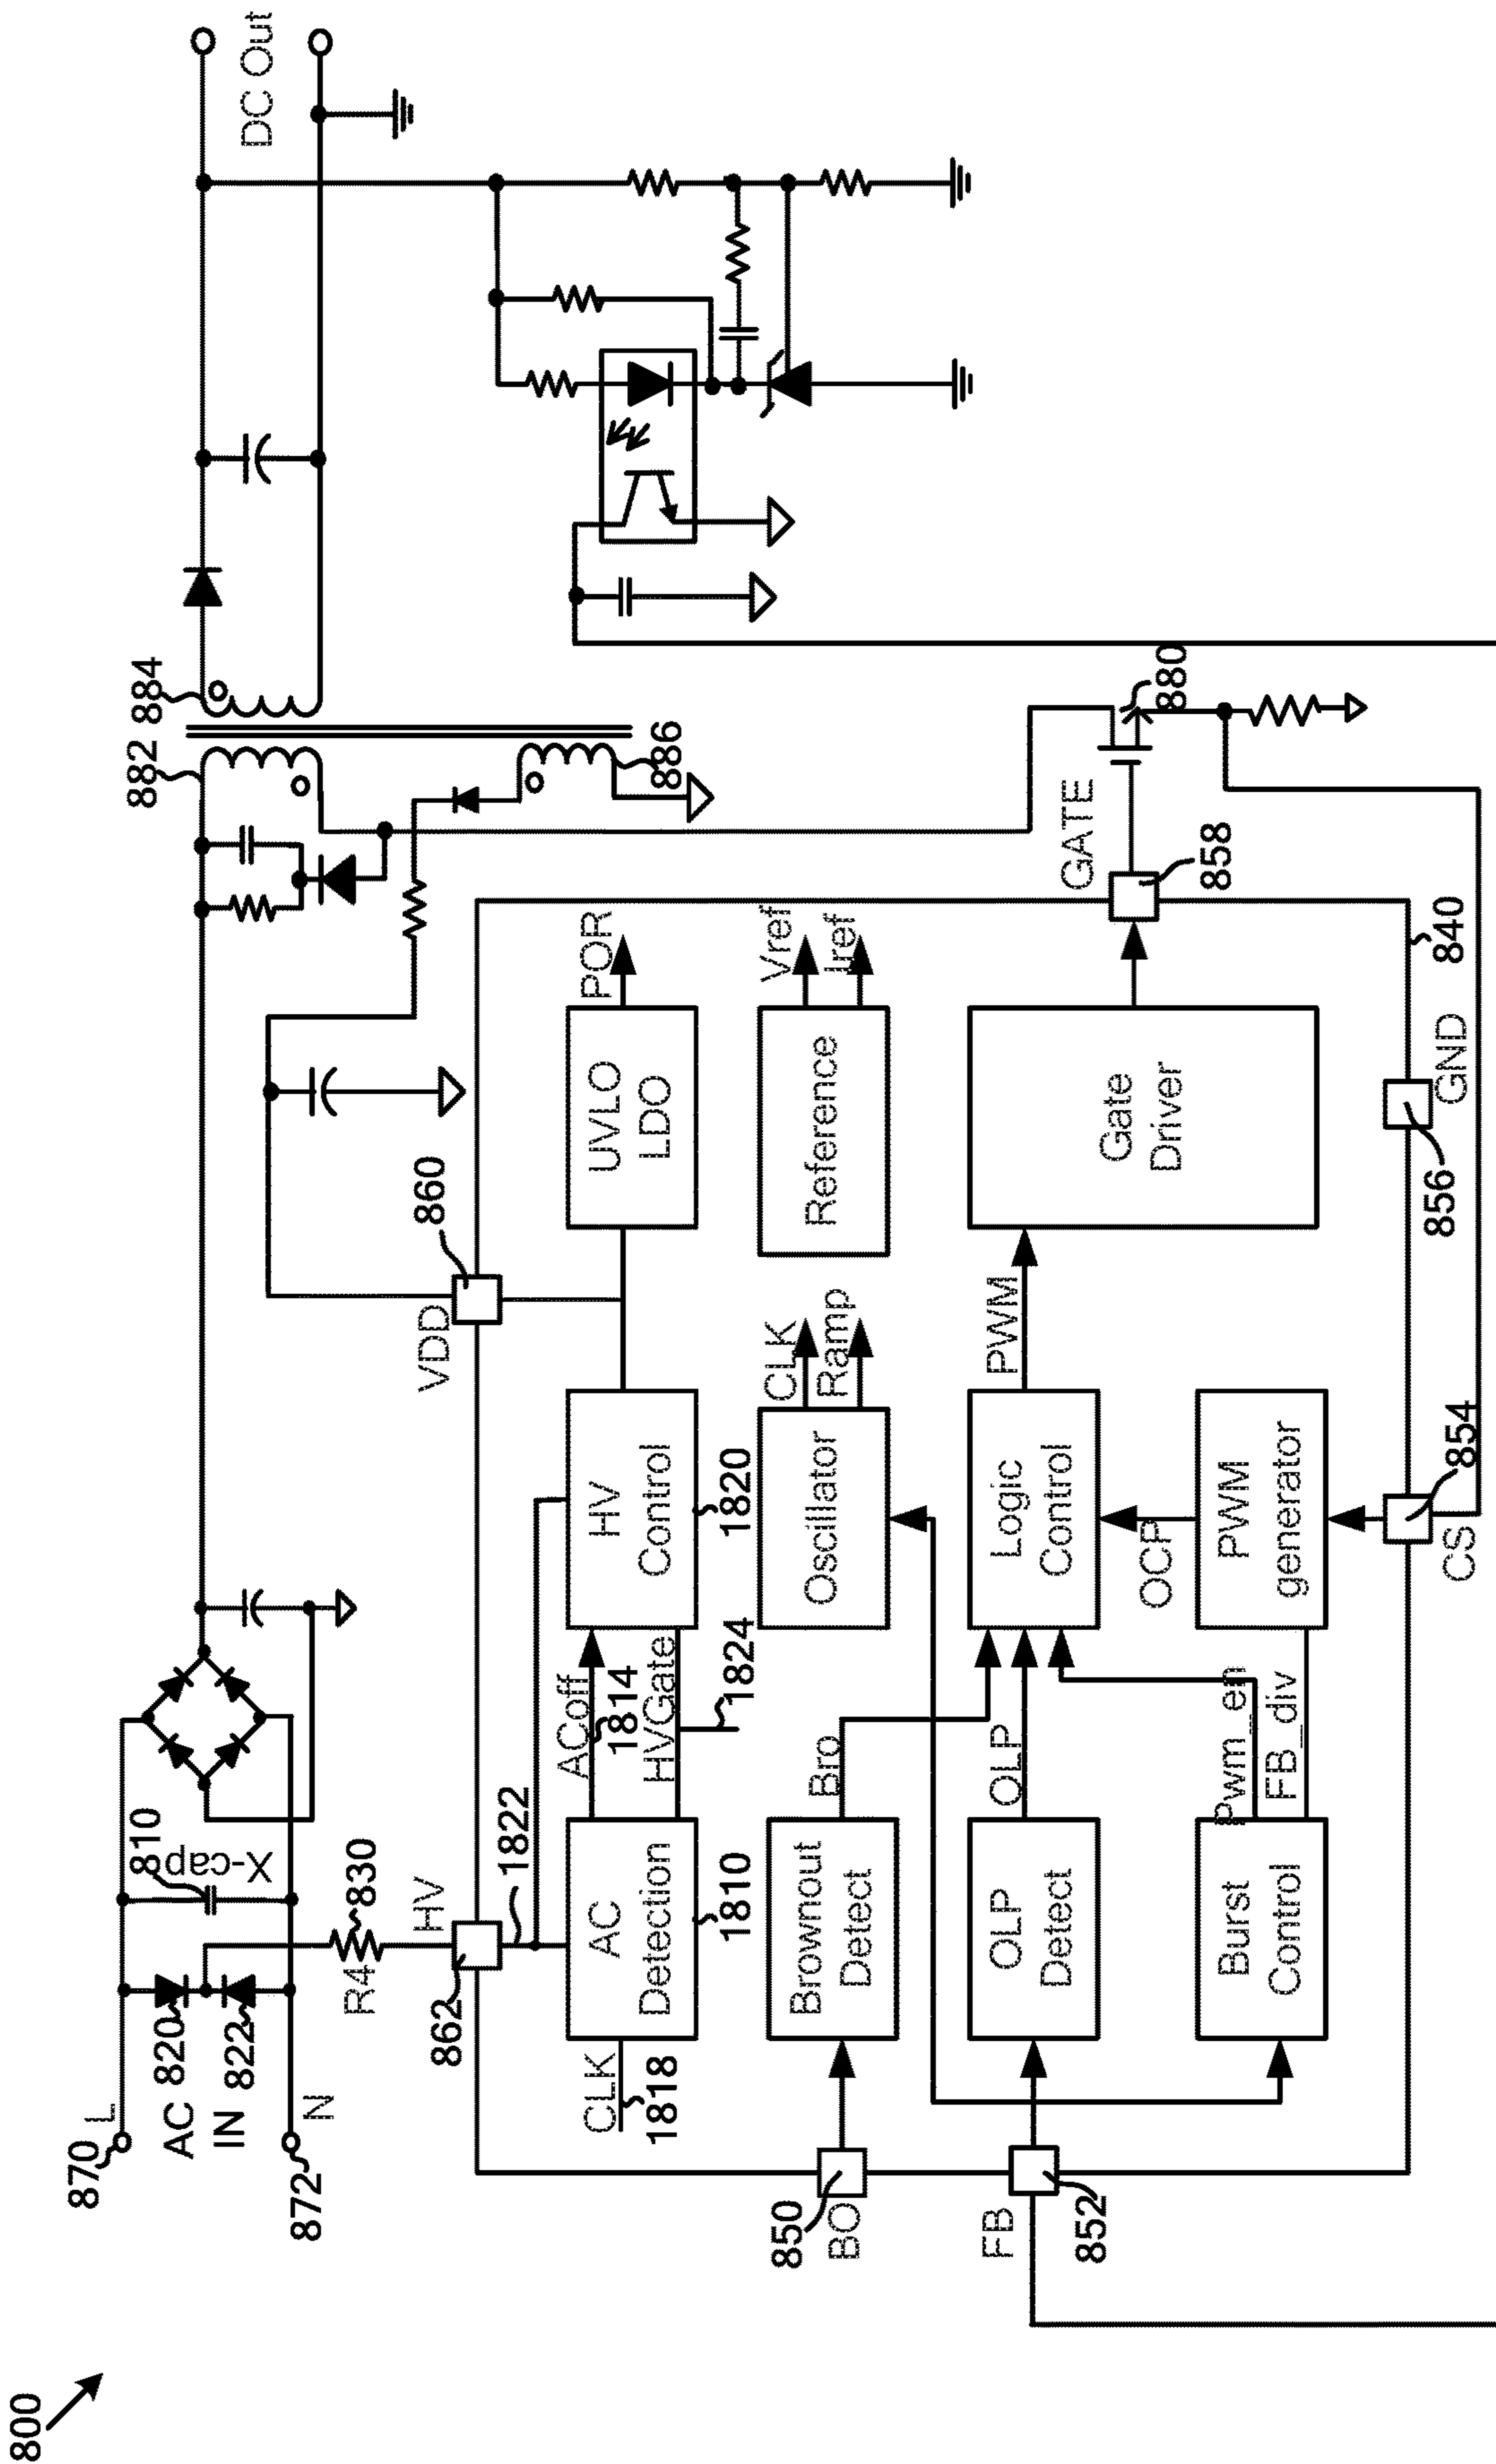 800
870
L
AC
IN
872
N
820
822
810
X-cap
R4
830
HV
862
1822
882
884
886
DC Out
VDD
860
CLK
1818
AC
Detection
1810
ACoff
1814
HVGate
1824
HV
Control
1820
UVLO
LDO
POR
850
BO
Brownout
Detect
Bro
Oscillator
CLK
Ramp
Reference
Vref
Iref
FB
852
OLP
Detect
OLP
Logic
Control
PWM
Gate
Driver
GATE
858
880
Burst
Control
Pwm_en
FB_div
OCP
PWM
generator
CS
854
856
GND
840